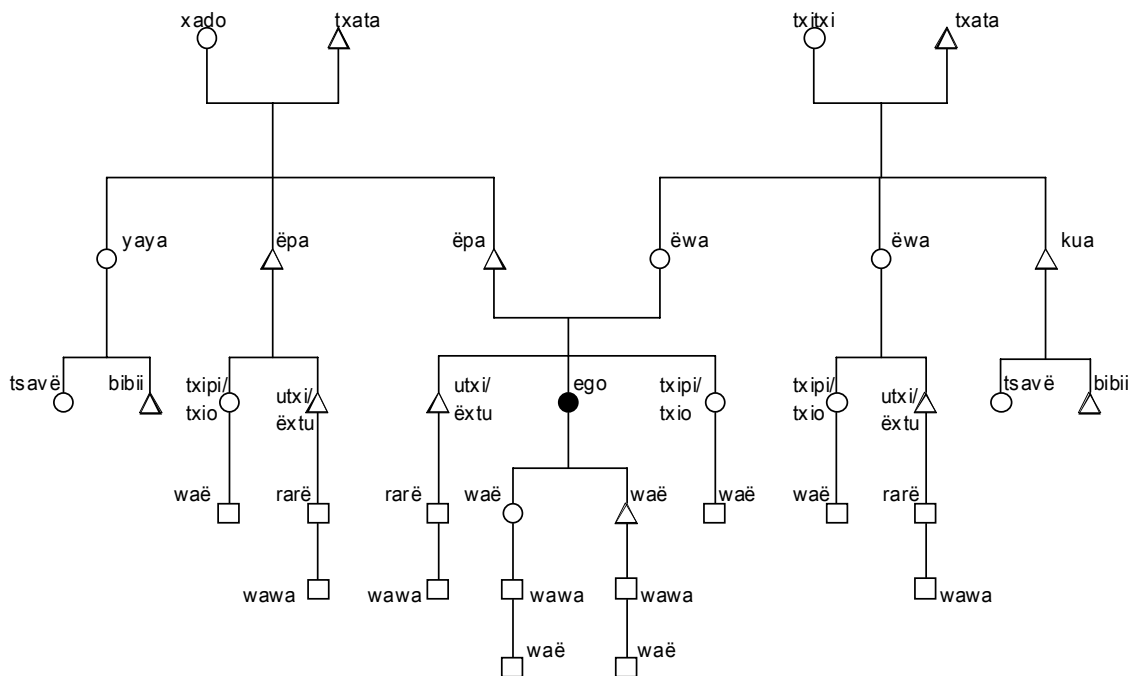 xado
txata
txitxi
txata
yaya
ëpa
ëpa
ëwa
ëwa
kua
tsavë
bibii
txipi/
txio
utxi/
ëxtu
utxi/
ëxtu
ego
txipi/
txio
txipi/
txio
utxi/
ëxtu
tsavë
bibii
waë
rarë
rarë
waë
waë
waë
waë
rarë
wawa
wawa
wawa
wawa
wawa
waë
waë